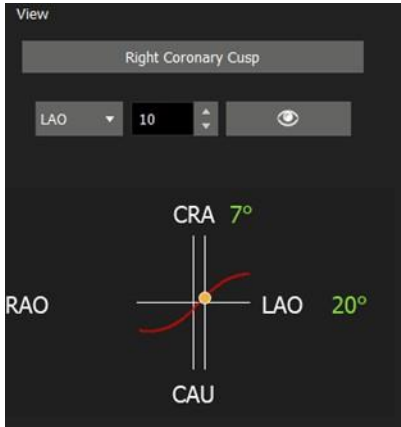 View
Right Coronary Cusp
LAO 10
CRA 7°
RAO LAO 20°
CAU